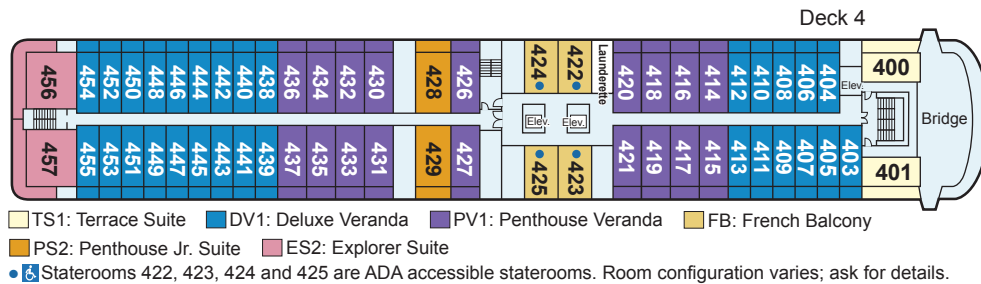 Deck 4
456 454 452 450 448 446 444 442 440 438 436 434 432 430 428 426 424 422 Launderette 420 418 416 414 412 410 408 406 404 Elev. 400
Elev. Elev. Bridge
457 455 453 451 449 447 445 443 441 439 437 435 433 431 429 427 425 423 421 419 417 415 413 411 409 407 405 403 401
TS1: Terrace Suite DV1: Deluxe Veranda PV1: Penthouse Veranda FB: French Balcony
PS2: Penthouse Jr. Suite ES2: Explorer Suite
• ♿ Staterooms 422, 423, 424 and 425 are ADA accessible staterooms. Room configuration varies; ask for details.